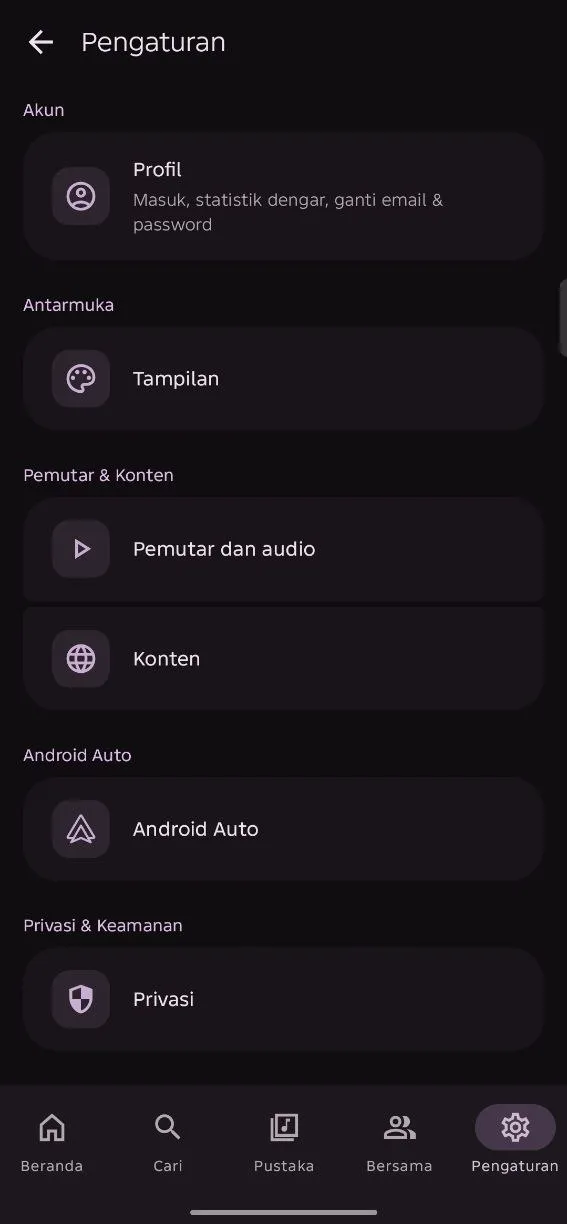 Pengaturan
Akun
Profil
Masuk, statistik dengar, ganti email &
password
Antarmuka
Tampilan
Pemutar & Konten
Pemutar dan audio
Konten
Android Auto
Android Auto
Privasi & Keamanan
Privasi
Beranda
Cari
Pustaka
Bersama
Pengaturan